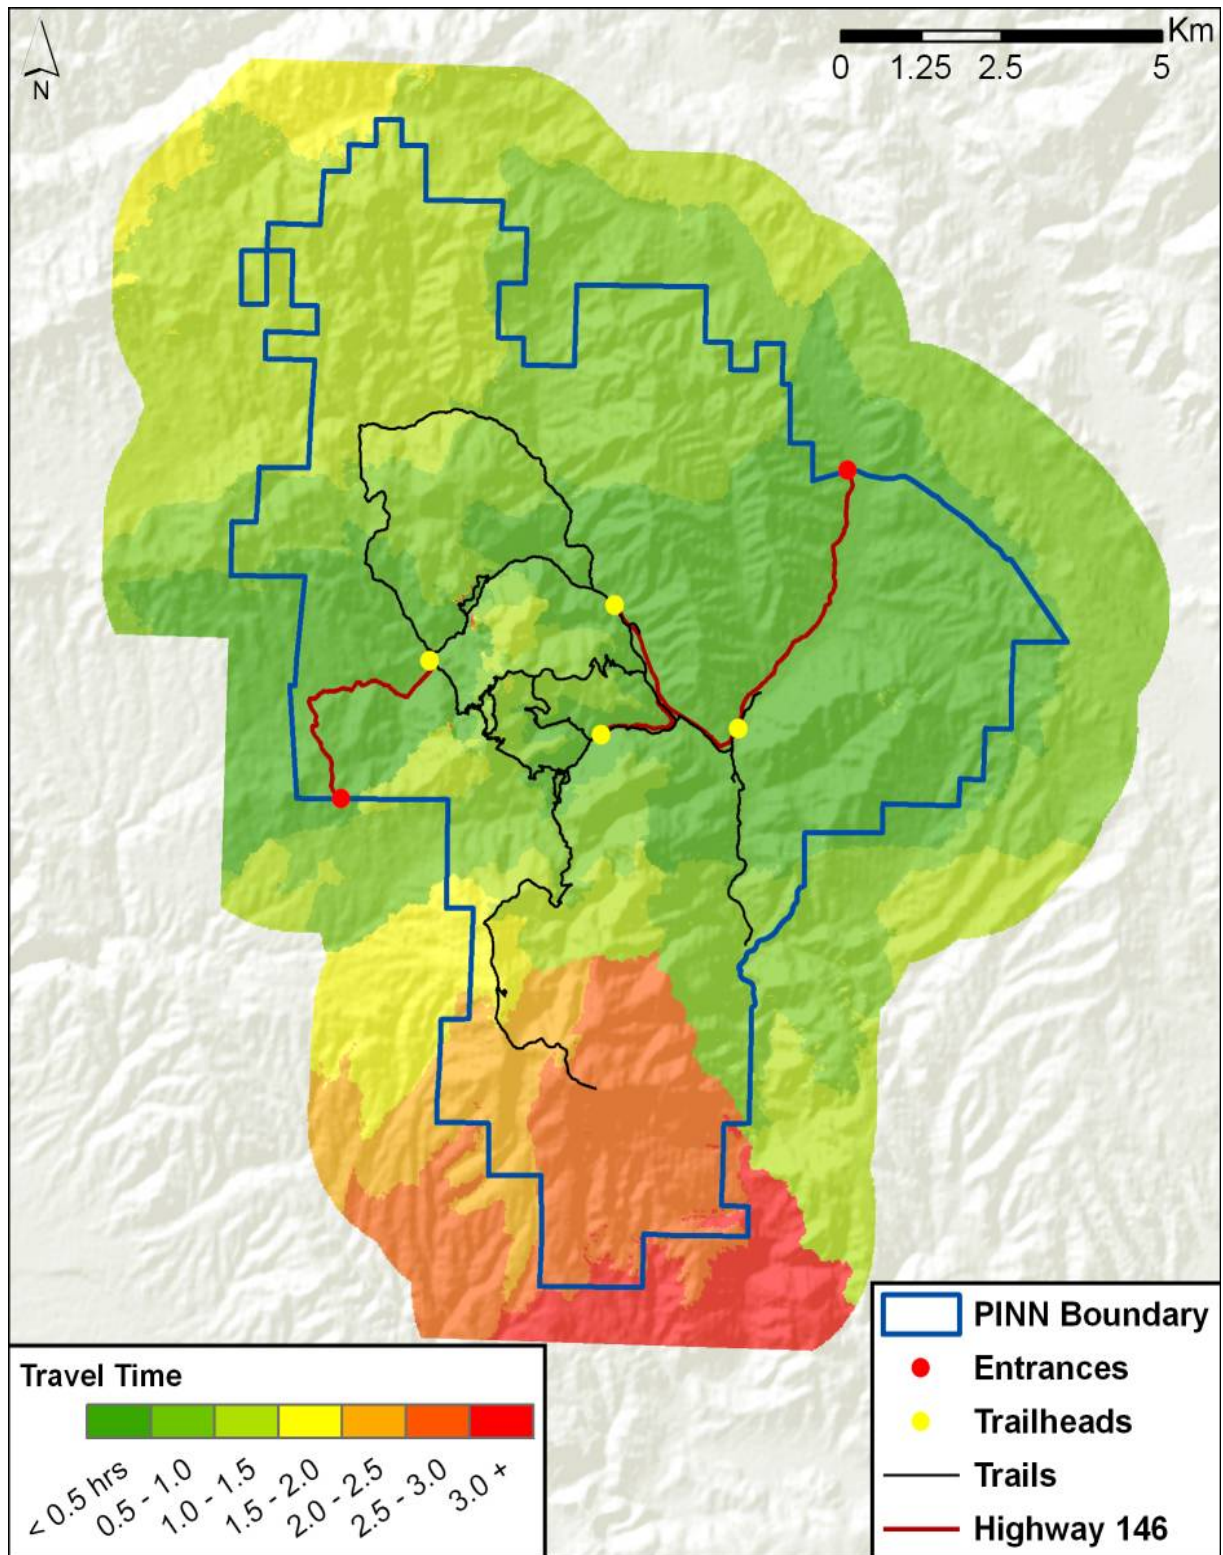 N
Km
0 1.25 2.5 5
Travel Time
< 0.5 hrs
0.5 - 1.0
1.0 - 1.5
1.5 - 2.0
2.0 - 2.5
2.5 - 3.0
3.0 +
PINN Boundary
Entrances
Trailheads
Trails
Highway 146